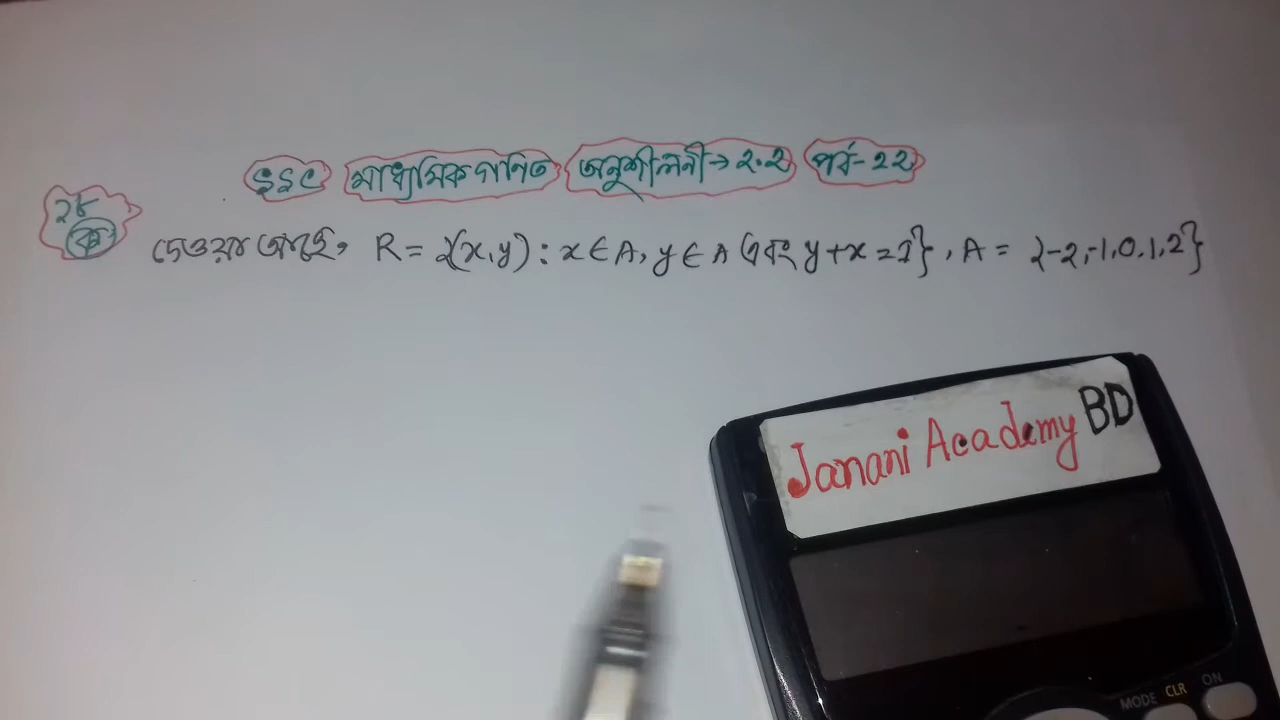 SSC মাধ্যমিক গণিত অনুশীলনী→২.২ পর্ব-২২
২৮
ক
দেওয়া আছে, R = {(x,y) : x ∈ A, y ∈ A এবং y+x = 1}, A = {-2,-1,0,1,2}
Janani Academy BD
MODE CLR ON